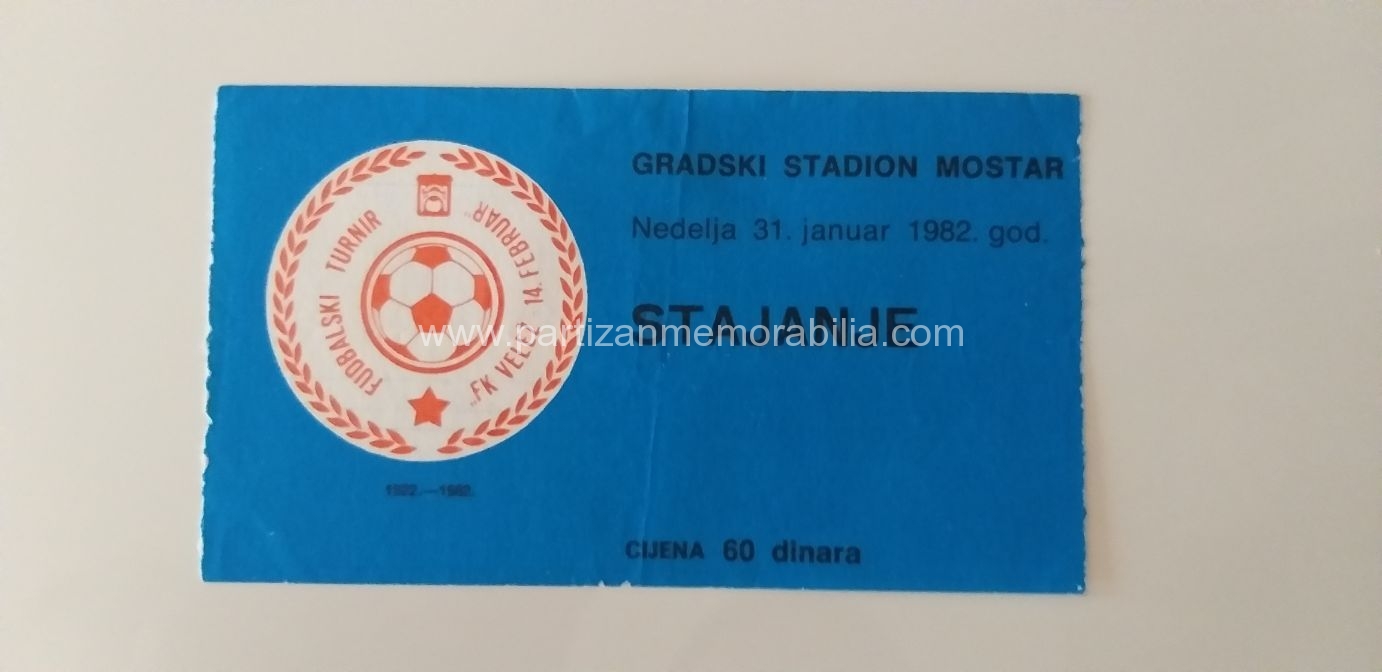 GRADSKI STADION MOSTAR
Nedelja 31. januar 1982. god.
STAJANJE
www.partizanmemorabilia.com
FUDBALSKI TURNIR
„FK VELEŽ 14. FEBRUAR"
1922.—1982.
CIJENA 60 dinara